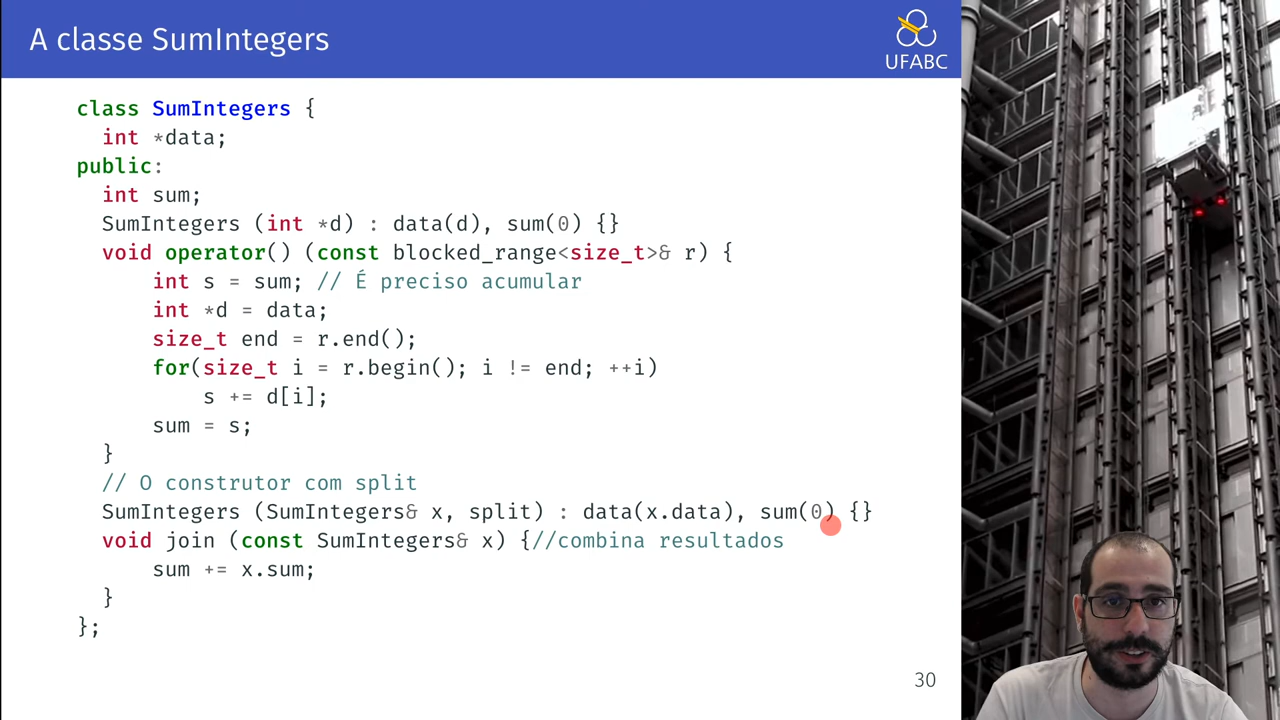 A classe SumIntegers
UFABC
class SumIntegers {
int *data;
public:
int sum;
SumIntegers (int *d) : data(d), sum(0) {}
void operator() (const blocked_range<size_t>& r) {
int s = sum; // É preciso acumular
int *d = data;
size_t end = r.end();
for(size_t i = r.begin(); i != end; ++i)
s += d[i];
sum = s;
}
// O construtor com split
SumIntegers (SumIntegers& x, split) : data(x.data), sum(0) {}
void join (const SumIntegers& x) {//combina resultados
sum += x.sum;
}
};
30